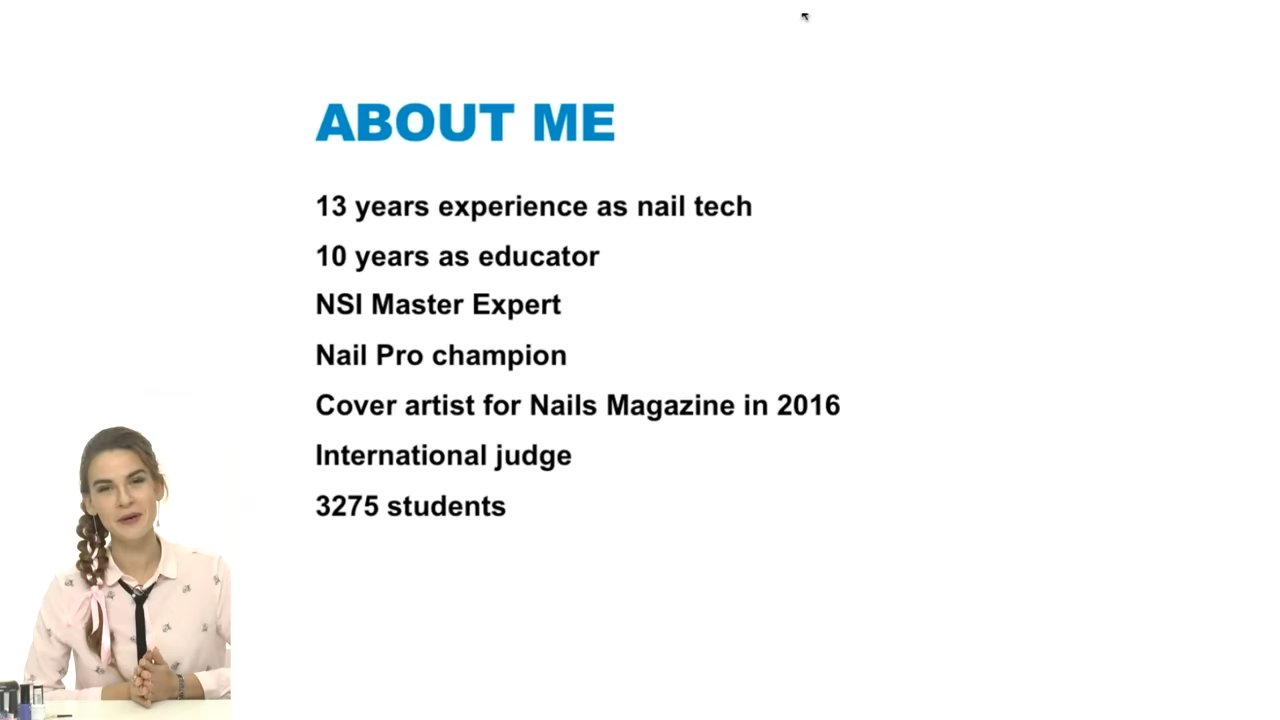 ABOUT ME
13 years experience as nail tech
10 years as educator
NSI Master Expert
Nail Pro champion
Cover artist for Nails Magazine in 2016
International judge
3275 students